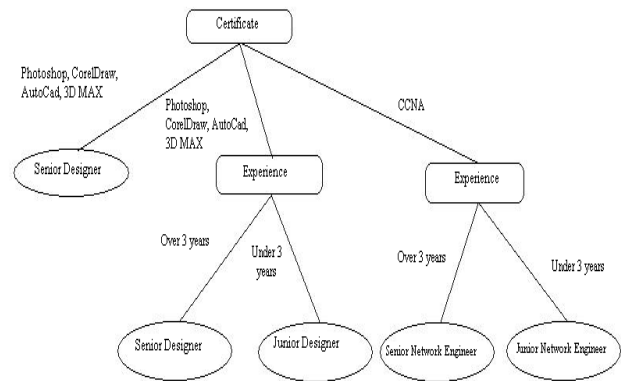 Certificate
Photoshop, CorelDraw,
AutoCad, 3D MAX
Photoshop,
CorelDraw, AutoCad,
3D MAX
CCNA
Senior Designer
Experience
Experience
Over 3 years
Under 3
years
Over 3 years
Under 3 years
Senior Designer
Junior Designer
Senior Network Engineer
Junior Network Engineer